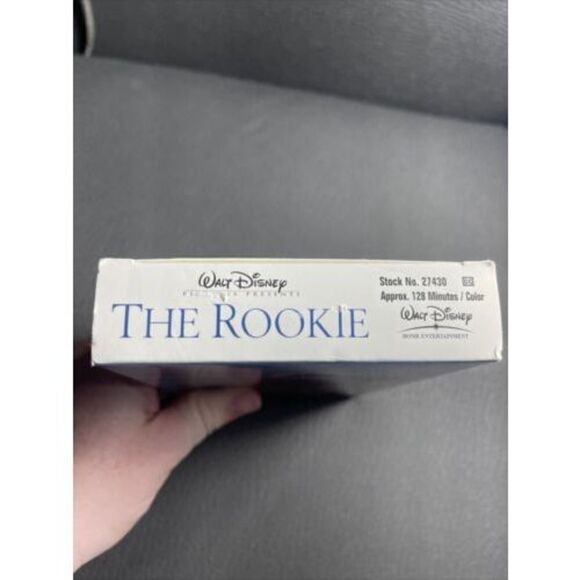 Walt Disney
PICTURES PRESENTS
THE ROOKIE
Stock No. 27430
Approx. 128 Minutes / Color
Walt Disney
HOME ENTERTAINMENT